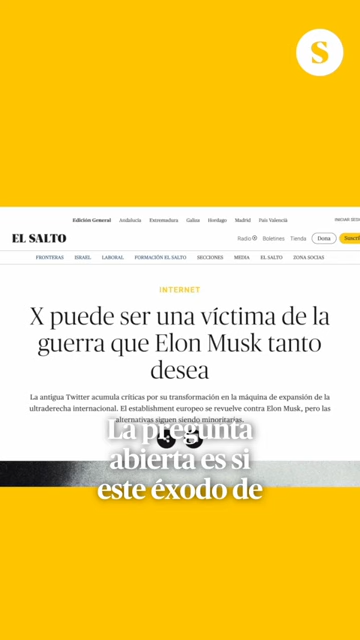 S
Edición General Andalucía Extremadura Galiza Hordago Madrid País Valencià
INICIAR SESI
EL SALTO
Radio Boletines Tienda Dona Suscrí
FRONTERAS ISRAEL LABORAL FORMACIÓN EL SALTO SECCIONES MEDIA EL SALTO ZONA SOCIAS
INTERNET
X puede ser una víctima de la
guerra que Elon Musk tanto
desea
La antigua Twitter acumula críticas por su transformación en la máquina de expansión de la
ultraderecha internacional. El establishment europeo se revuelve contra Elon Musk, pero las
alternativas siguen siendo minoritarias.
La pregunta
abierta es si
este éxodo de